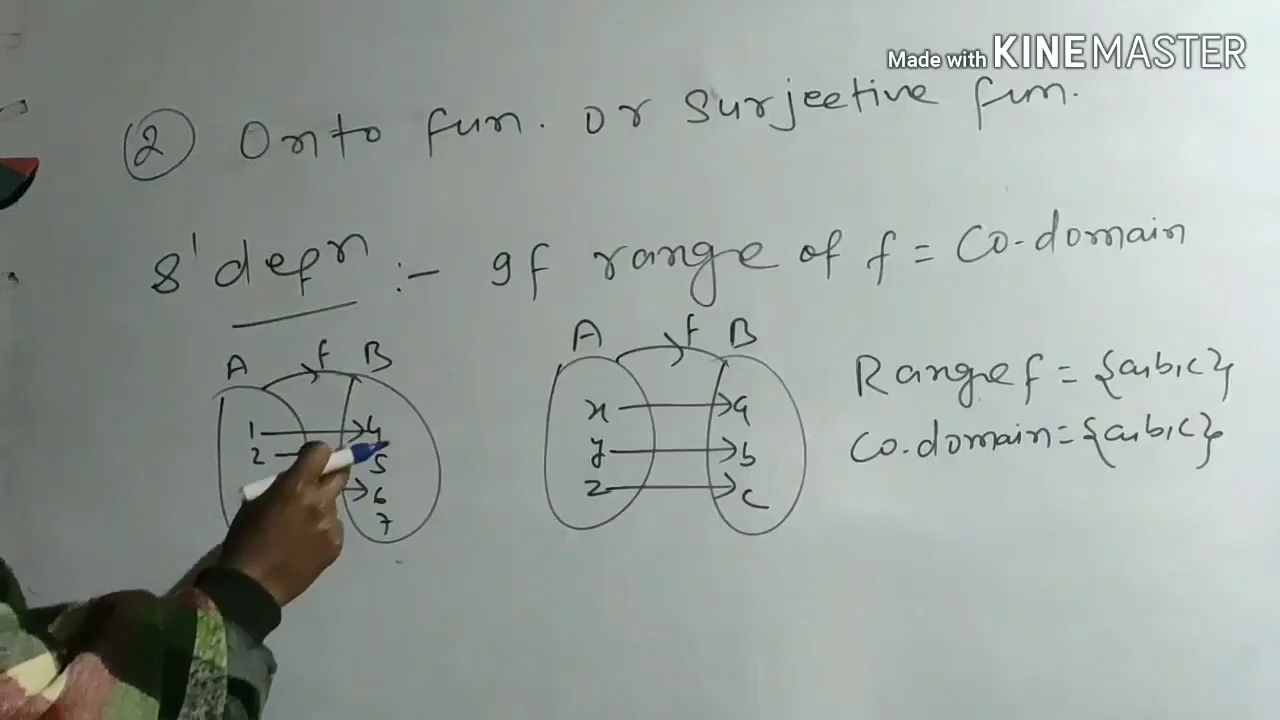 Made with KINEMASTER
② Onto fun. or Surjective fun.
8' defn :- If range of f = Co-domain
A f B
1 4
2 5
6
7
A f B
x a
y b
z c
Range f = {a,b,c}
Co.domain = {a,b,c}